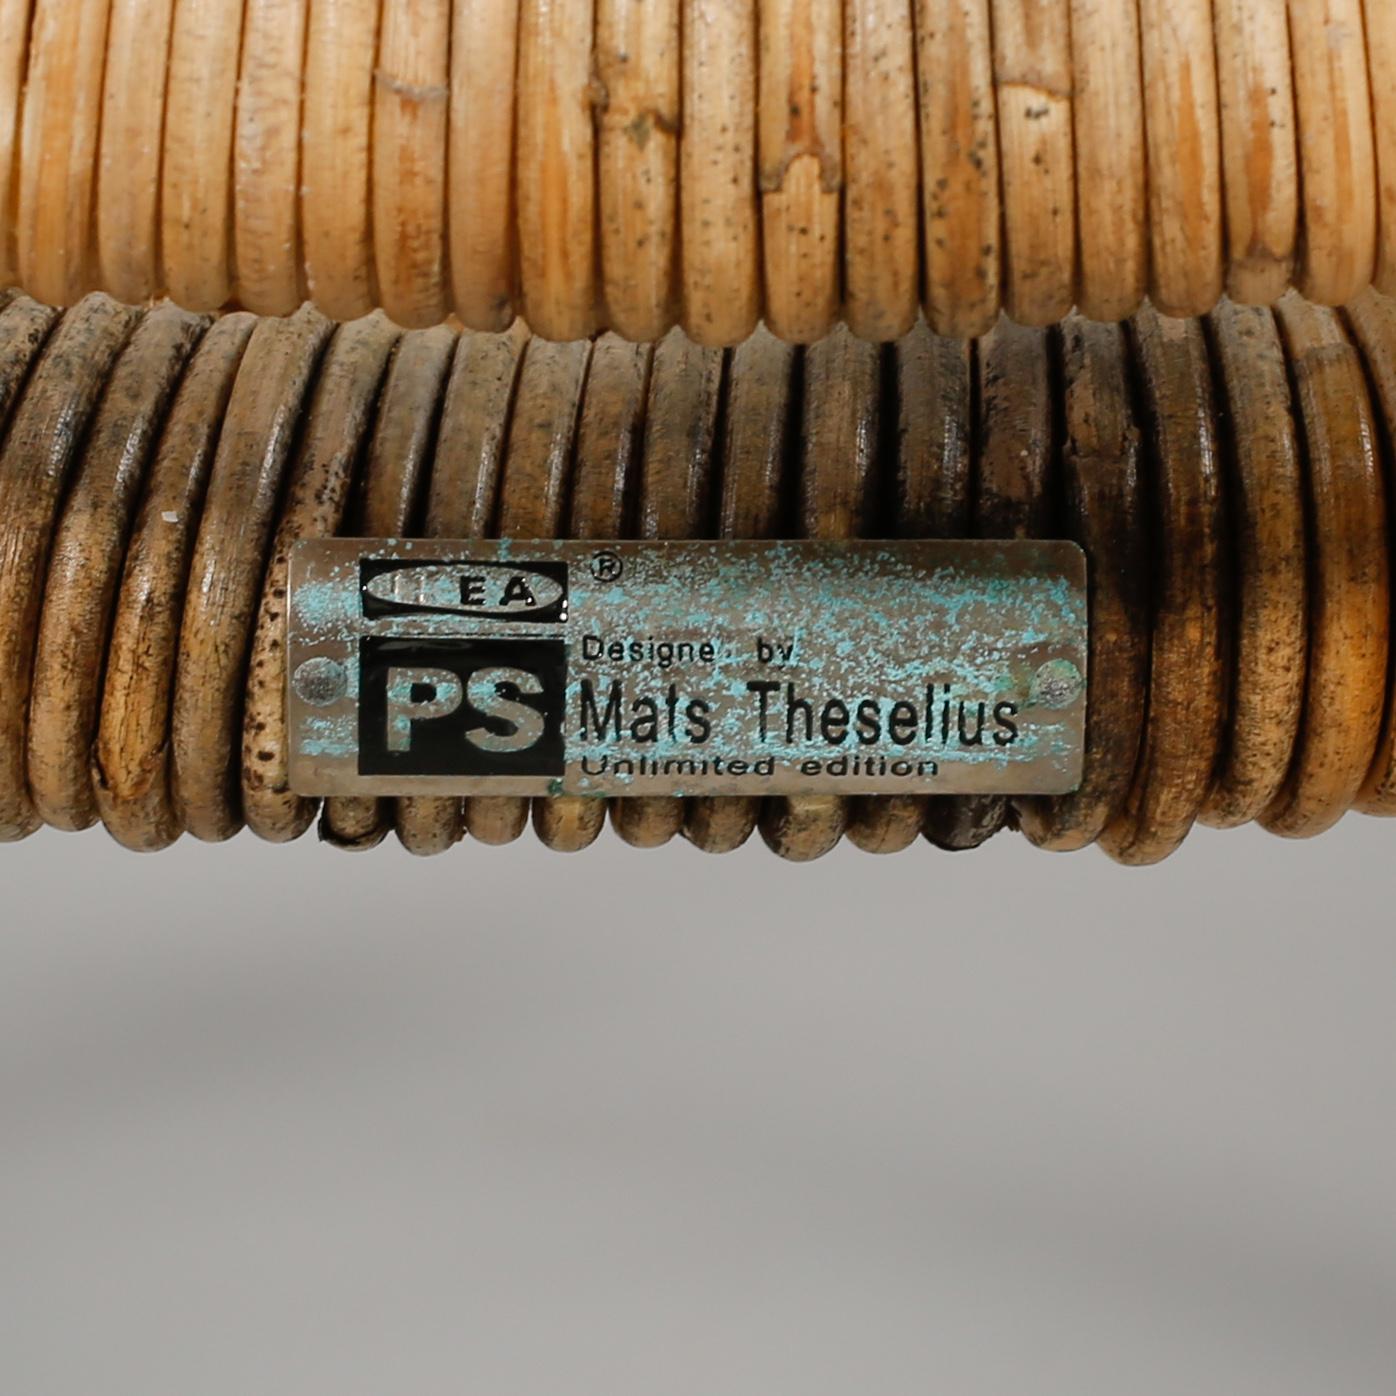 EA ®
PS
Designe by
Mats Theselius
Unlimited edition